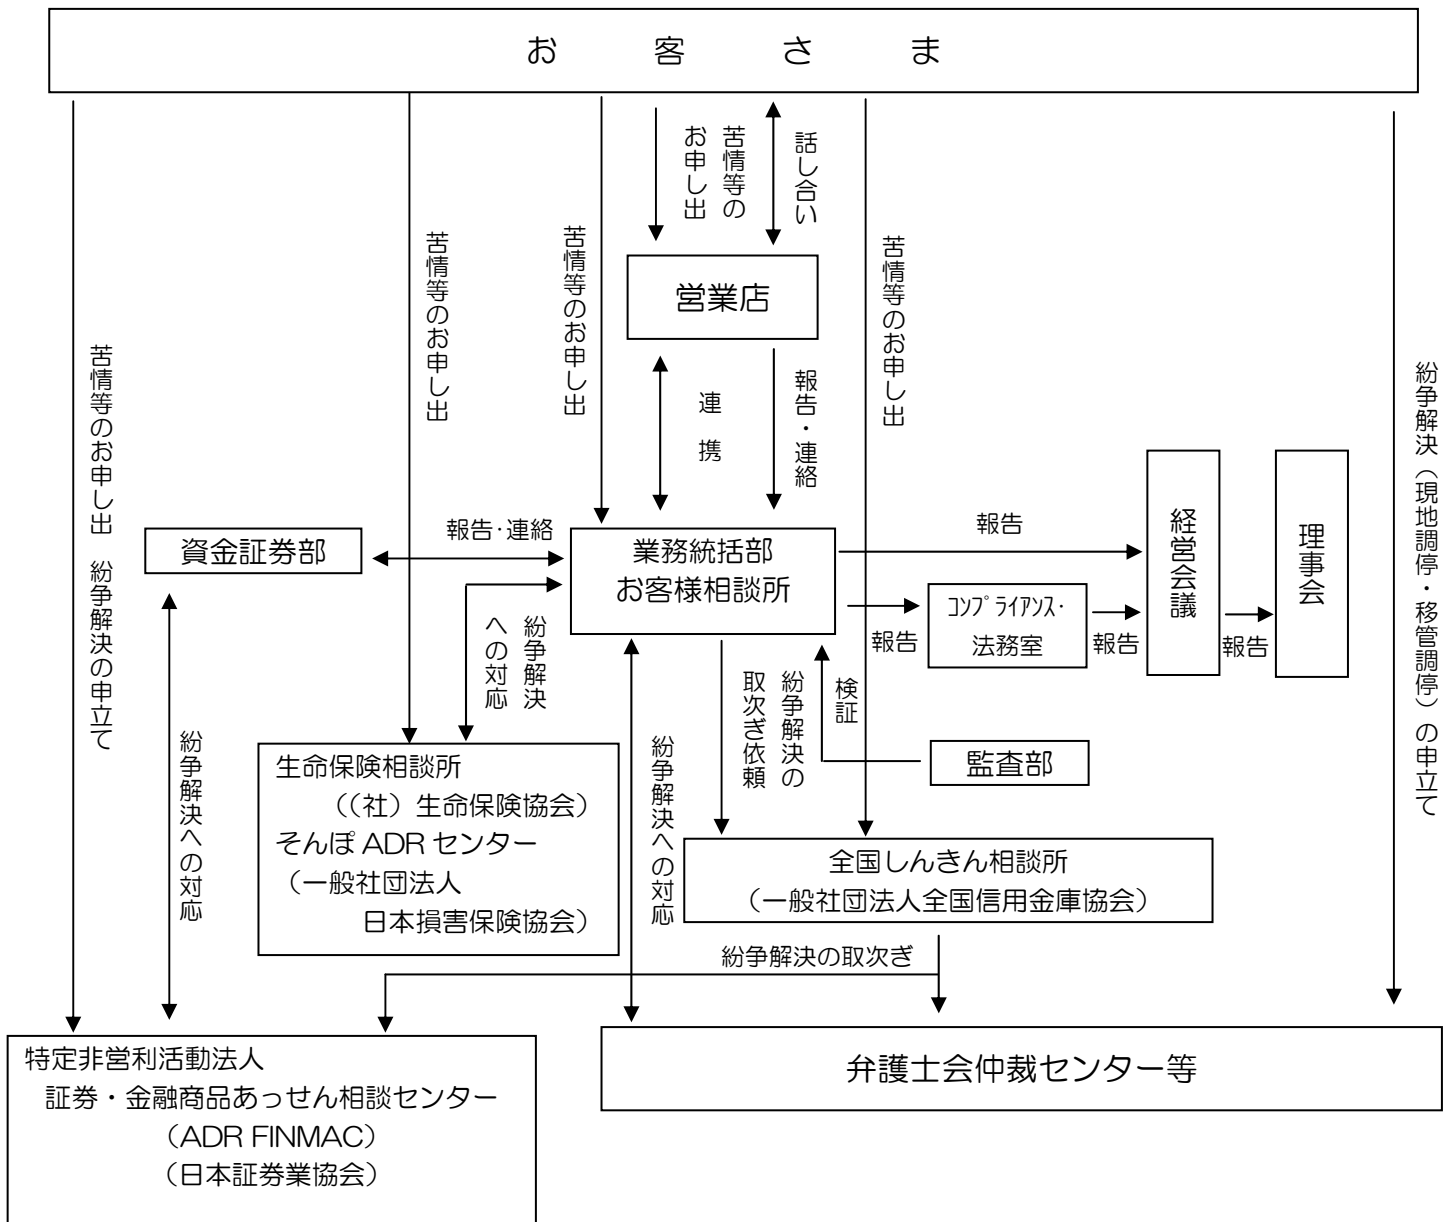 お客さま
苦情等の
お申し出
話し合い
苦情等のお申し出
苦情等のお申し出
苦情等のお申し出
営業店
苦情等のお申し出 紛争解決の申立て
紛争解決（現地調停・移管調停）の申立て
連携
報告・連絡
資金証券部
報告・連絡
業務統括部
お客様相談所
報告
経営会議
理事会
報告
ｺﾝﾌﾟﾗｲｱﾝｽ・
法務室
報告
報告
紛争解決
への対応
紛争解決の
取次ぎ依頼
検証
監査部
紛争解決への対応
紛争解決への対応
生命保険相談所
（(社）生命保険協会）
そんぽ ADR センター
（一般社団法人
日本損害保険協会）
全国しんきん相談所
（一般社団法人全国信用金庫協会）
紛争解決の取次ぎ
特定非営利活動法人
証券・金融商品あっせん相談センター
（ADR FINMAC）
（日本証券業協会）
弁護士会仲裁センター等